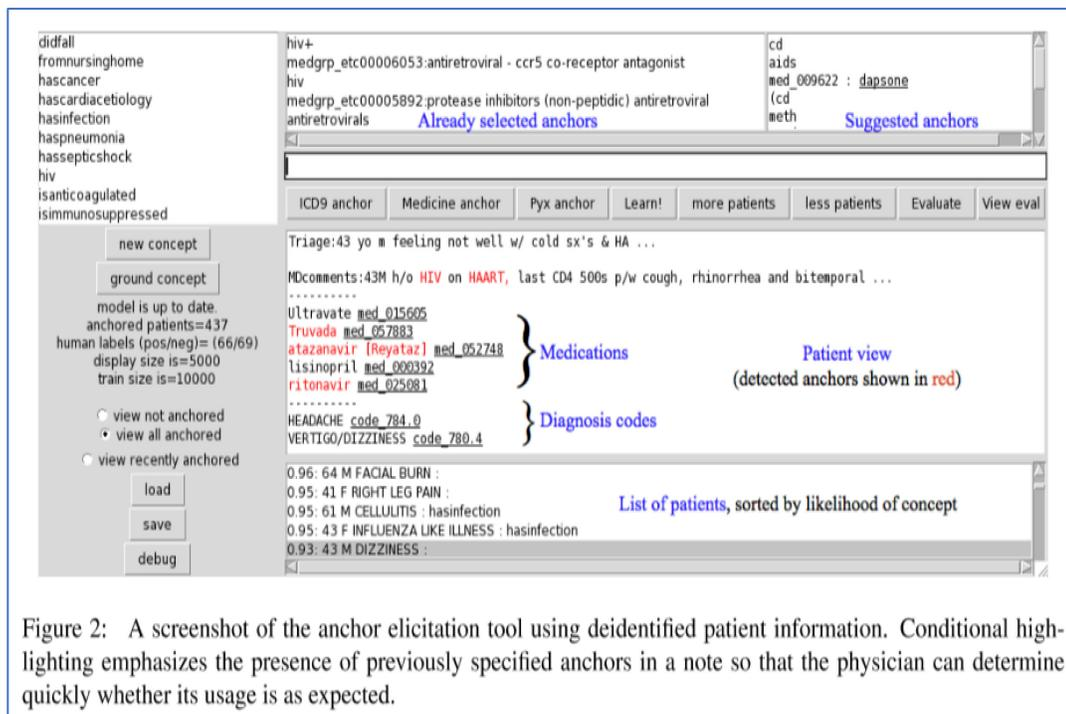 didfall
fromnursinghome
hascancer
hascardiacetiology
hasinfection
haspneumonia
hassepticshock
hiv
isanticoagulated
isimmunosuppressed
hiv+
medgrp_etc00006053:antiretroviral - ccr5 co-receptor antagonist
hiv
medgrp_etc00005892:protease inhibitors (non-peptidic) antiretroviral
antiretrovirals
Already selected anchors
cd
aids
med_009622 : dapsone
(cd
meth
Suggested anchors
ICD9 anchor
Medicine anchor
Pyx anchor
Learn!
more patients
less patients
Evaluate
View eval
new concept
ground concept
model is up to date.
anchored patients=437
human labels (pos/neg)= (66/69)
display size is=5000
train size is=10000
view not anchored
view all anchored
view recently anchored
load
save
debug
Triage:43 yo m feeling not well w/ cold sx's & HA ...
MDcomments:43M h/o HIV on HAART, last CD4 500s p/w cough, rhinorrhea and bitemporal ...
----------
Ultravate med_015605
Truvada med_057883
atazanavir [Reyataz] med_052748
lisinopril med_000392
ritonavir med_025081
Medications
----------
HEADACHE code_784.0
VERTIGO/DIZZINESS code_780.4
Diagnosis codes
Patient view
(detected anchors shown in red)
0.96: 64 M FACIAL BURN :
0.95: 41 F RIGHT LEG PAIN :
0.95: 61 M CELLULITIS : hasinfection
0.95: 43 F INFLUENZA LIKE ILLNESS : hasinfection
0.93: 43 M DIZZINESS :
List of patients, sorted by likelihood of concept
Figure 2: A screenshot of the anchor elicitation tool using deidentified patient information. Conditional high-
lighting emphasizes the presence of previously specified anchors in a note so that the physician can determine
quickly whether its usage is as expected.